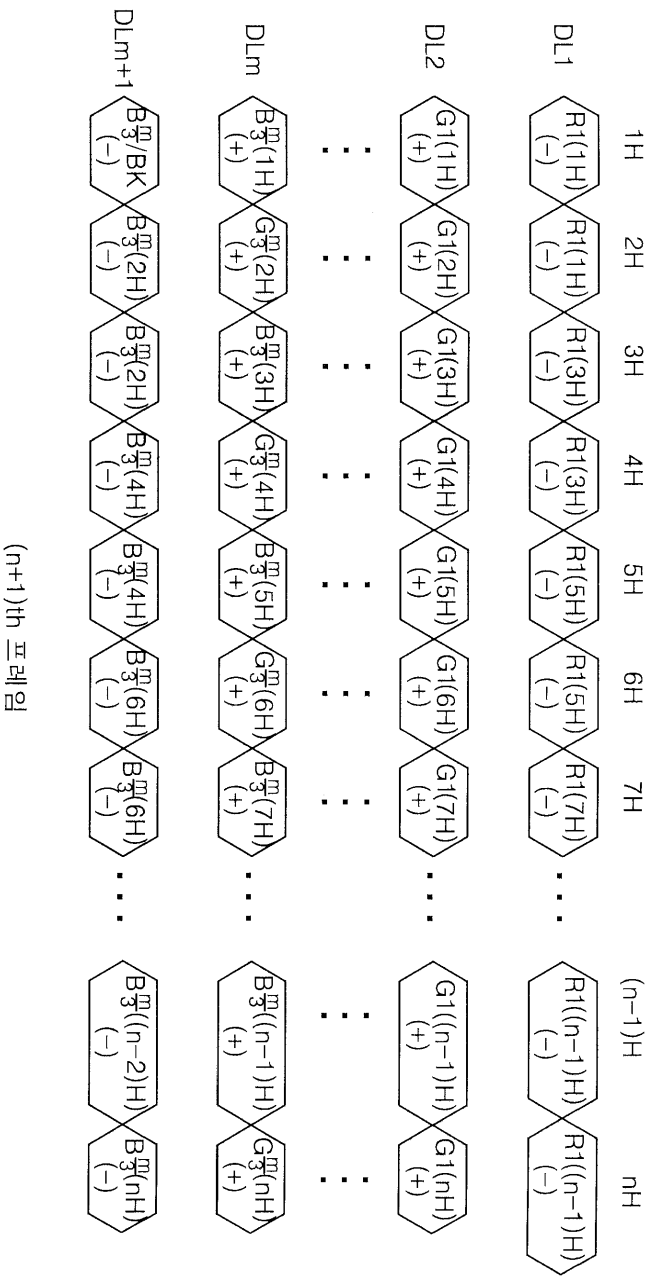 1H 2H 3H 4H 5H 6H 7H (n−1)H nH
DL1 R1(1H) R1(1H) R1(3H) R1(3H) R1(5H) R1(5H) R1(7H) ... R1((n−1)H) R1((n−1)H)
(−) (−) (−) (−) (−) (−) (−) (−) (−)
DL2 G1(1H) G1(2H) G1(3H) G1(4H) G1(5H) G1(6H) G1(7H) ... G1((n−1)H) G1(nH)
(+) (+) (+) (+) (+) (+) (+) (+) (+)
... ... ... ... ... ... ... ... ...
DLm B m/3(1H) G m/3(2H) B m/3(3H) G m/3(4H) B m/3(5H) G m/3(6H) B m/3(7H) ... B m/3((n−1)H) G m/3(nH)
(+) (+) (+) (+) (+) (+) (+) (+) (+)
DLm+1 B m/3/BK B m/3(2H) B m/3(2H) B m/3(4H) B m/3(4H) B m/3(6H) B m/3(6H) ... B m/3((n−2)H) B m/3(nH)
(−) (−) (−) (−) (−) (−) (−) (−) (−)
(n+1)th 프레임